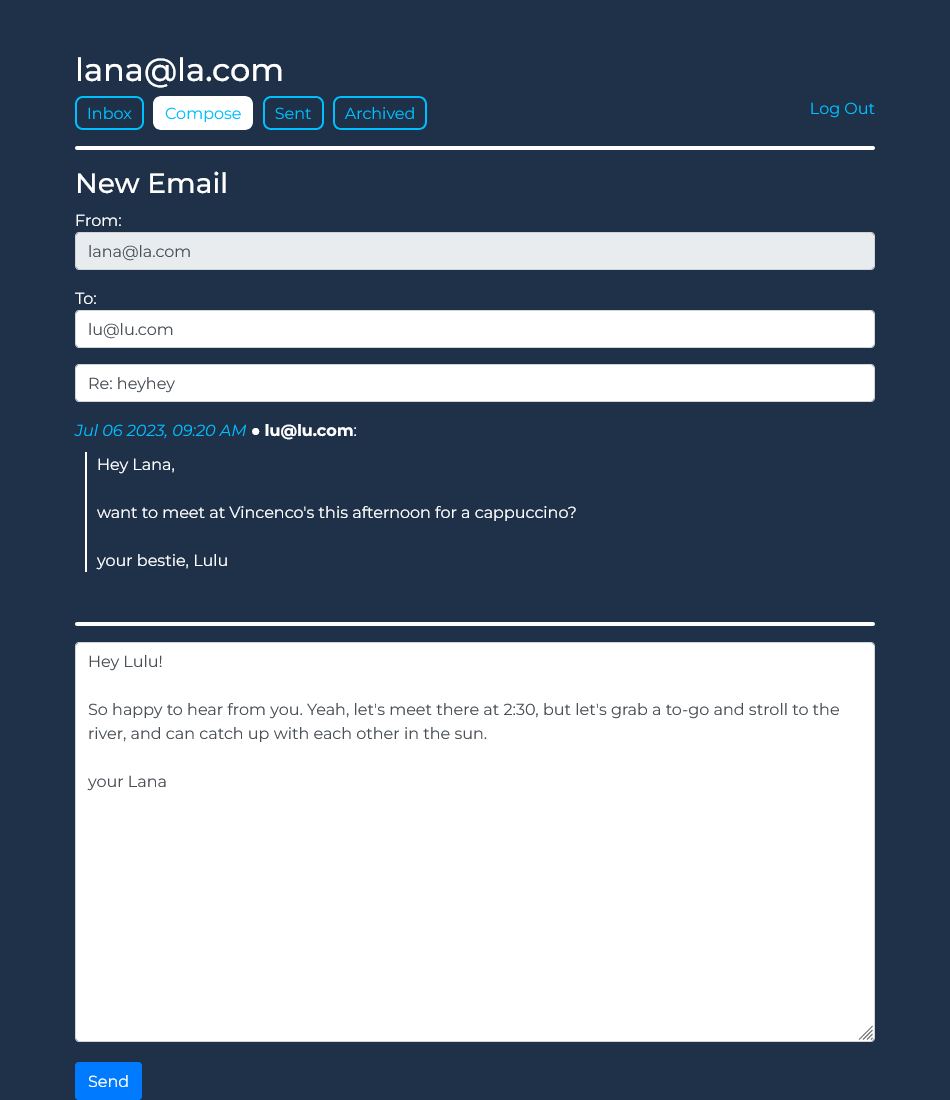 lana@la.com
Inbox Compose Sent Archived Log Out
New Email
From:
lana@la.com
To:
lu@lu.com
Re: heyhey
Jul 06 2023, 09:20 AM ● lu@lu.com:
Hey Lana,
want to meet at Vincenco's this afternoon for a cappuccino?
your bestie, Lulu
Hey Lulu!
So happy to hear from you. Yeah, let's meet there at 2:30, but let's grab a to-go and stroll to the
river, and can catch up with each other in the sun.
your Lana
Send